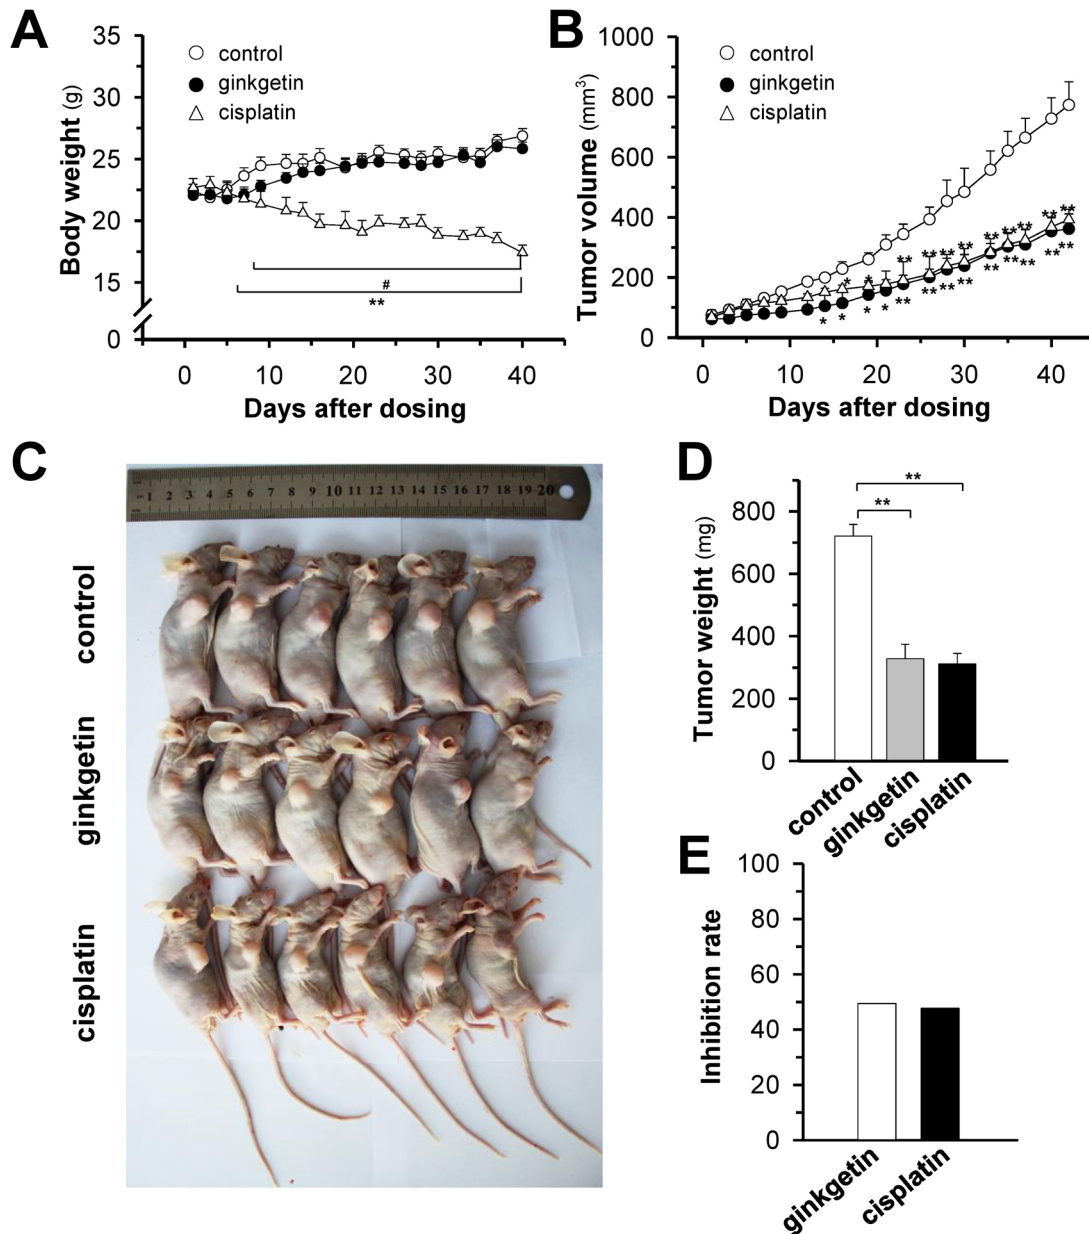 A
35
30
25
20
15
0
Body weight (g)
control
ginkgetin
cisplatin
#
**
0 10 20 30 40
Days after dosing
B
1000
800
600
400
200
0
Tumor volume (mm³)
control
ginkgetin
cisplatin
** ** ** ** ** ** ** ** **
* *
* * * * ** ** ** ** ** ** ** ** **
0 10 20 30 40
Days after dosing
C
1 2 3 4 5 6 7 8 9 10 11 12 13 14 15 16 17 18 19 20
control
ginkgetin
cisplatin
D
**
**
800
600
400
200
0
Tumor weight (mg)
control
ginkgetin
cisplatin
E
100
80
60
40
20
0
Inhibition rate
ginkgetin
cisplatin